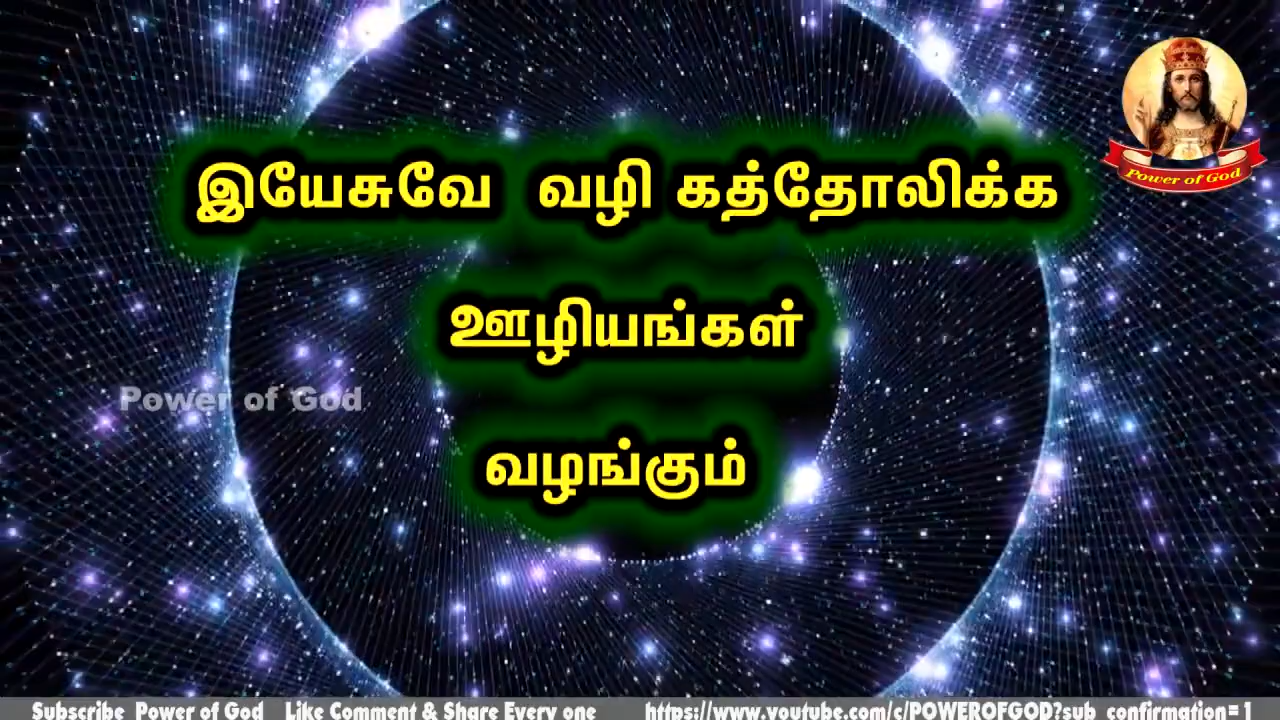 இயேசுவே வழி கத்தோலிக்க
ஊழியங்கள்
வழங்கும்
Power of God
Power of God
Subscribe Power of God Like Comment & Share Every one https://www.youtube.com/c/POWEROFGOD?sub_confirmation=1